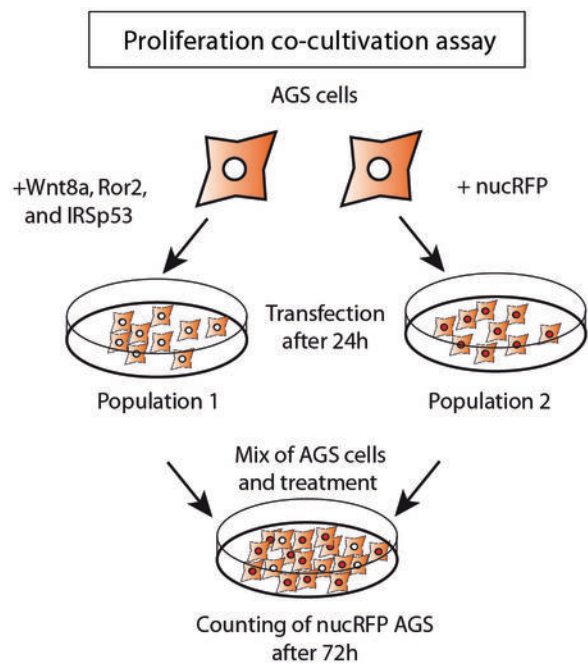 Proliferation co-cultivation assay
AGS cells
+Wnt8a, Ror2,
and IRSp53
+ nucRFP
Transfection
after 24h
Population 1
Population 2
Mix of AGS cells
and treatment
Counting of nucRFP AGS
after 72h